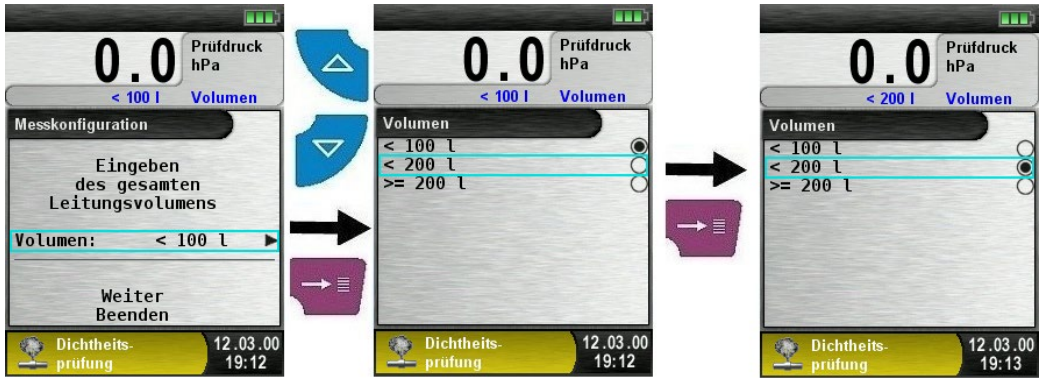 0.0
Prüfdruck
hPa
< 100 l Volumen
Messkonfiguration
Eingeben
des gesamten
Leitungsvolumens
Volumen: < 100 l
Weiter
Beenden
Dichtheits-
prüfung
12.03.00
19:12
0.0
Prüfdruck
hPa
< 100 l Volumen
Volumen
< 100 l
< 200 l
>= 200 l
Dichtheits-
prüfung
12.03.00
19:12
0.0
Prüfdruck
hPa
< 200 l Volumen
Volumen
< 100 l
< 200 l
>= 200 l
Dichtheits-
prüfung
12.03.00
19:13